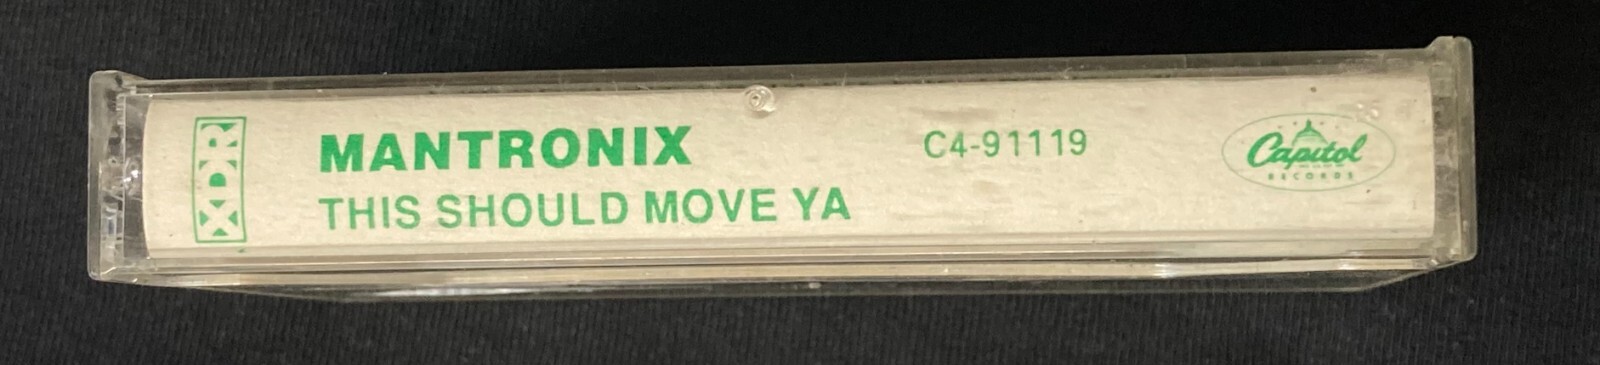 XDR
MANTRONIX
THIS SHOULD MOVE YA
C4-91119
Capitol
RECORDS